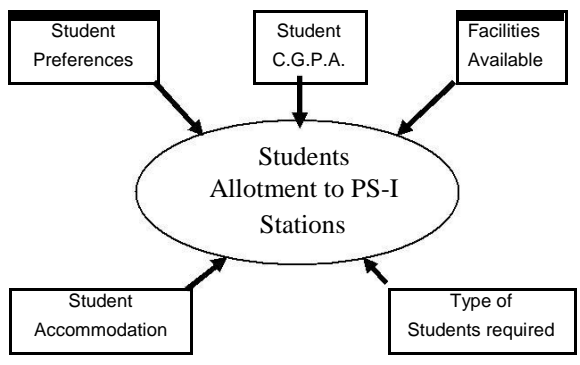 Student
Preferences
Student
C.G.P.A.
Facilities
Available
Students
Allotment to PS-I
Stations
Student
Accommodation
Type of
Students required